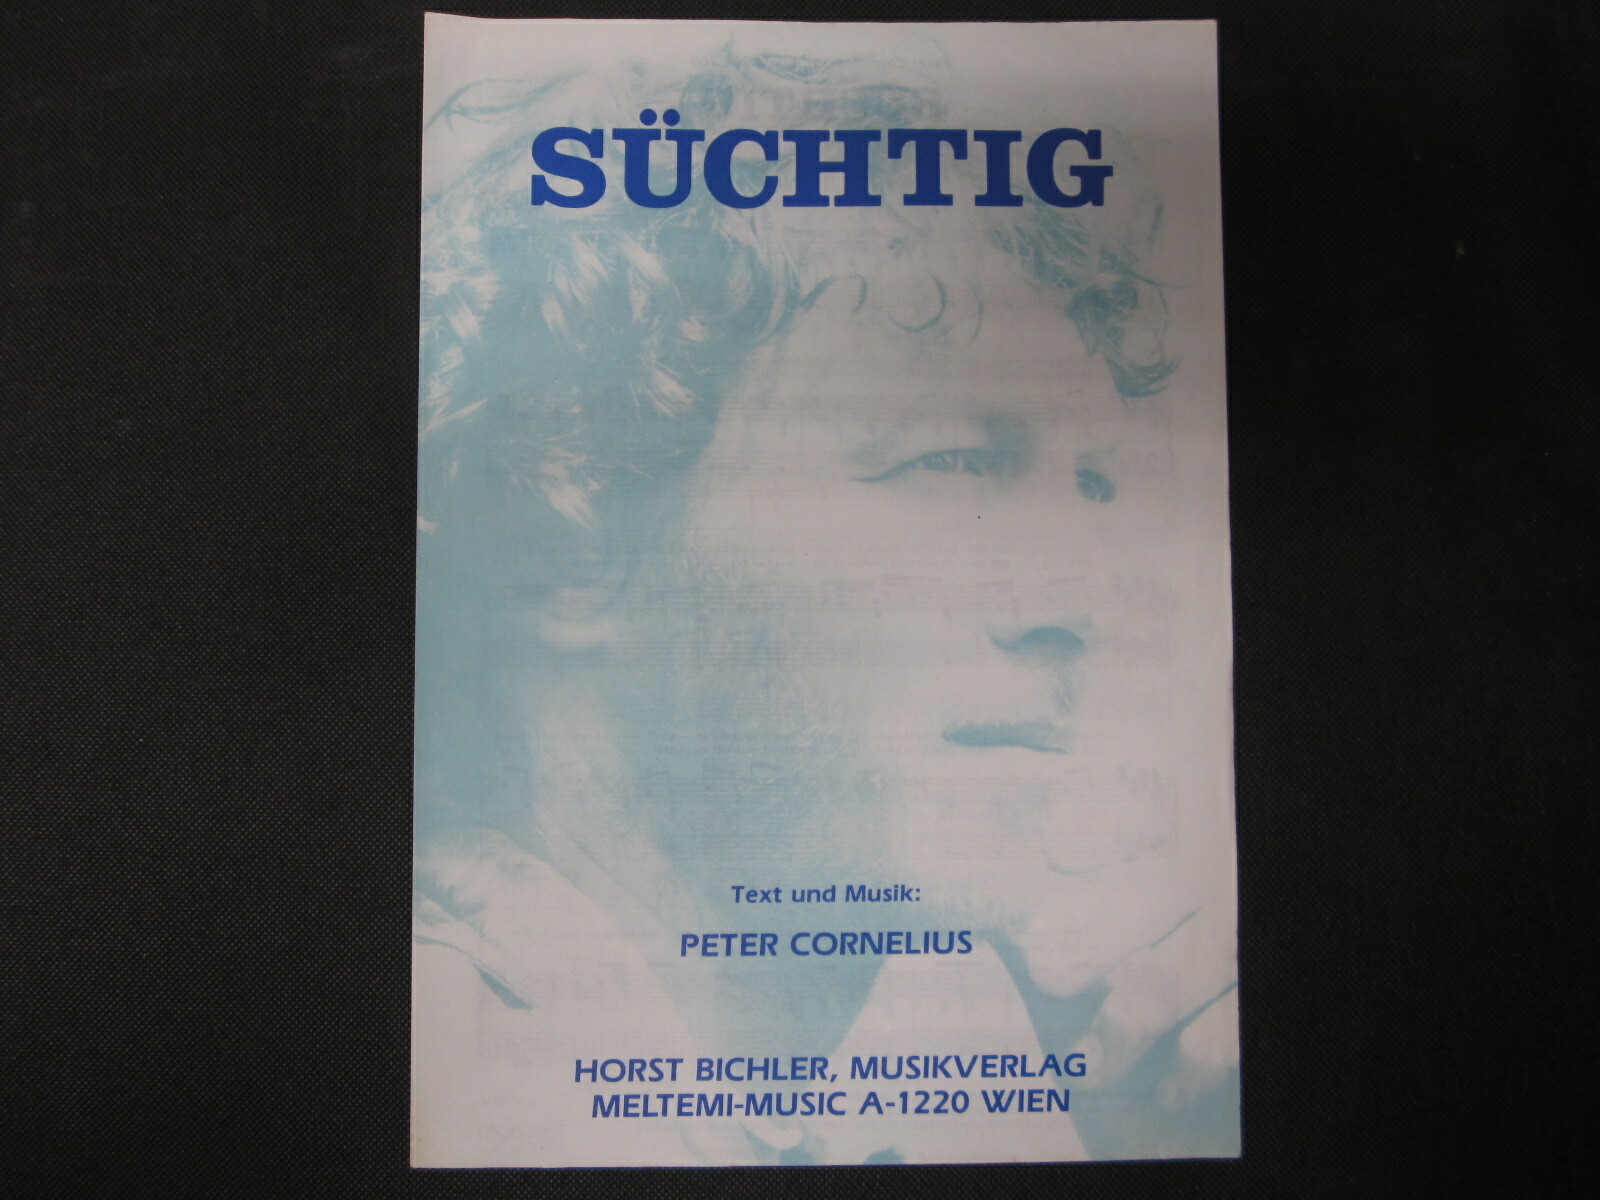 SÜCHTIG
Text und Musik:
PETER CORNELIUS
HORST BICHLER, MUSIKVERLAG
MELTEMI-MUSIC A-1220 WIEN